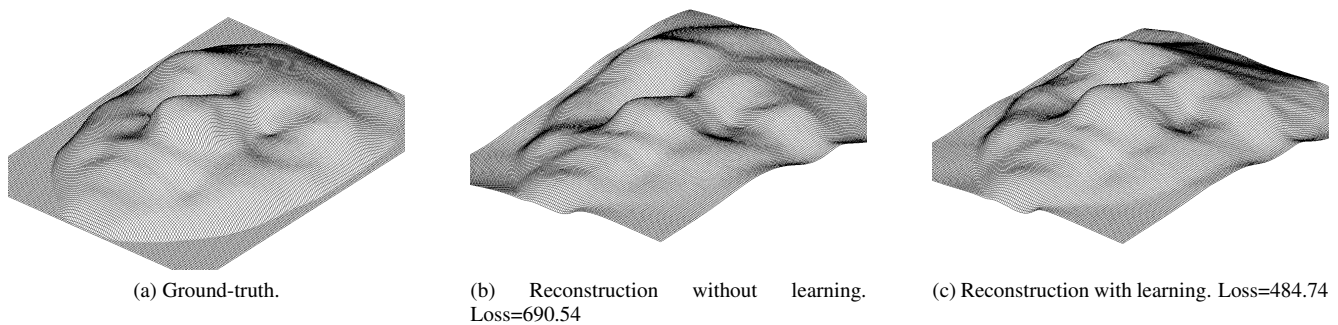 (a) Ground-truth.
(b) Reconstruction without learning.
Loss=690.54
(c) Reconstruction with learning. Loss=484.74